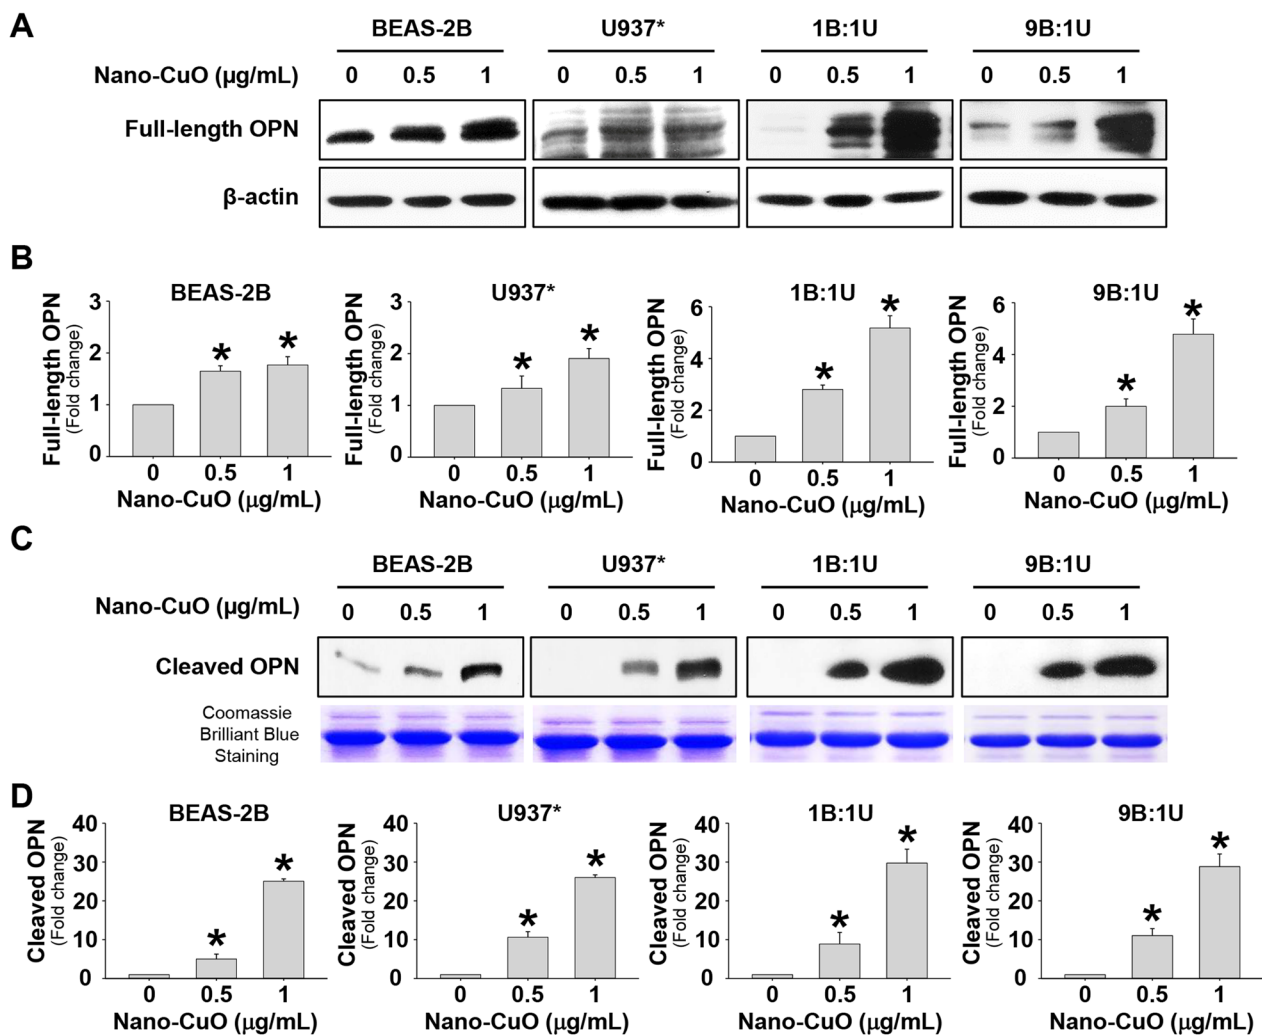 A
BEAS-2B U937* 1B:1U 9B:1U
Nano-CuO (μg/mL) 0 0.5 1 0 0.5 1 0 0.5 1 0 0.5 1
Full-length OPN
β-actin
B
BEAS-2B
Full-length OPN
(Fold change)
3
2
1
0
*
*
0 0.5 1
Nano-CuO (μg/mL)
U937*
Full-length OPN
(Fold change)
3
2
1
0
*
*
0 0.5 1
Nano-CuO (μg/mL)
1B:1U
Full-length OPN
(Fold change)
6
4
2
0
*
*
0 0.5 1
Nano-CuO (μg/mL)
9B:1U
Full-length OPN
(Fold change)
6
4
2
0
*
*
0 0.5 1
Nano-CuO (μg/mL)
C
BEAS-2B U937* 1B:1U 9B:1U
Nano-CuO (μg/mL) 0 0.5 1 0 0.5 1 0 0.5 1 0 0.5 1
Cleaved OPN
Coomassie
Brilliant Blue
Staining
D
BEAS-2B
Cleaved OPN
(Fold change)
40
30
20
10
0
*
*
0 0.5 1
Nano-CuO (μg/mL)
U937*
Cleaved OPN
(Fold change)
40
30
20
10
0
*
*
0 0.5 1
Nano-CuO (μg/mL)
1B:1U
Cleaved OPN
(Fold change)
40
30
20
10
0
*
*
0 0.5 1
Nano-CuO (μg/mL)
9B:1U
Cleaved OPN
(Fold change)
40
30
20
10
0
*
*
0 0.5 1
Nano-CuO (μg/mL)